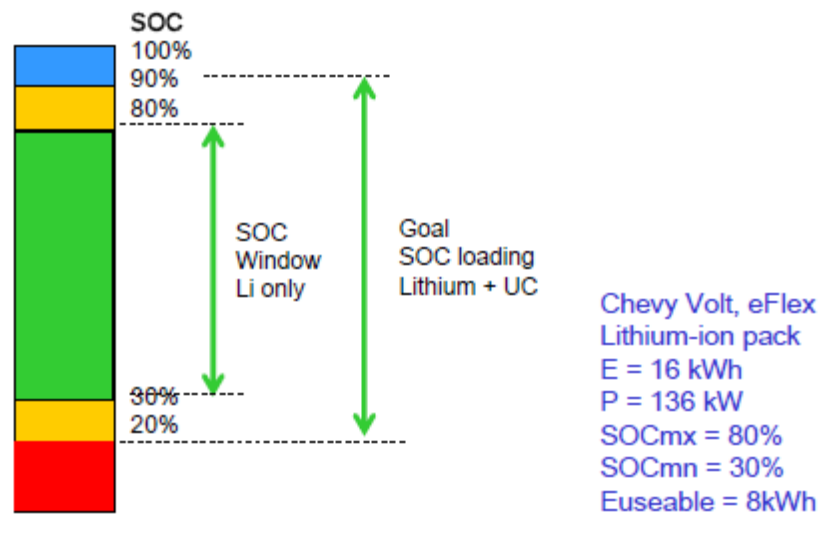 SOC
100%
90%
80%
SOC
Window
Li only
Goal
SOC loading
Lithium + UC
30%
20%
Chevy Volt, eFlex
Lithium-ion pack
E = 16 kWh
P = 136 kW
SOCmx = 80%
SOCmn = 30%
Euseable = 8kWh